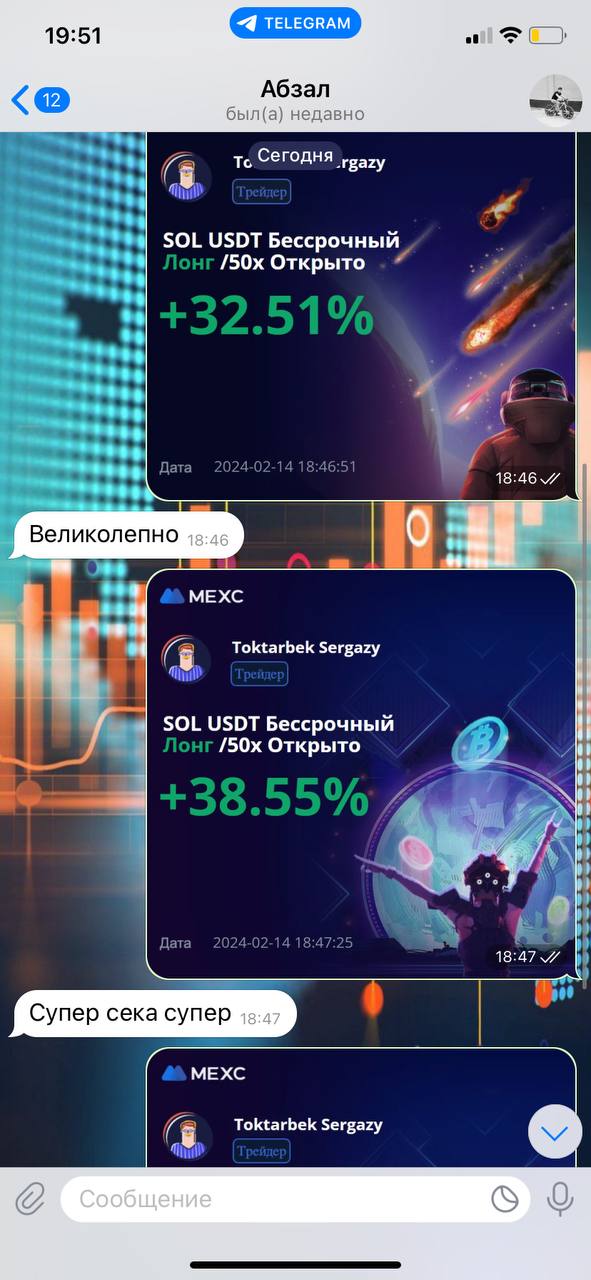 19:51
TELEGRAM
12
Абзал
был(а) недавно
Сегодня
Трейдер
SOL USDT Бессрочный
Лонг /50x Открыто
+32.51%
Дата 2024-02-14 18:46:51
18:46
Великолепно 18:46
MEXC
Toktarbek Sergazy
Трейдер
SOL USDT Бессрочный
Лонг /50x Открыто
+38.55%
Дата 2024-02-14 18:47:25
18:47
Супер сека супер 18:47
MEXC
Toktarbek Sergazy
Трейдер
Сообщение